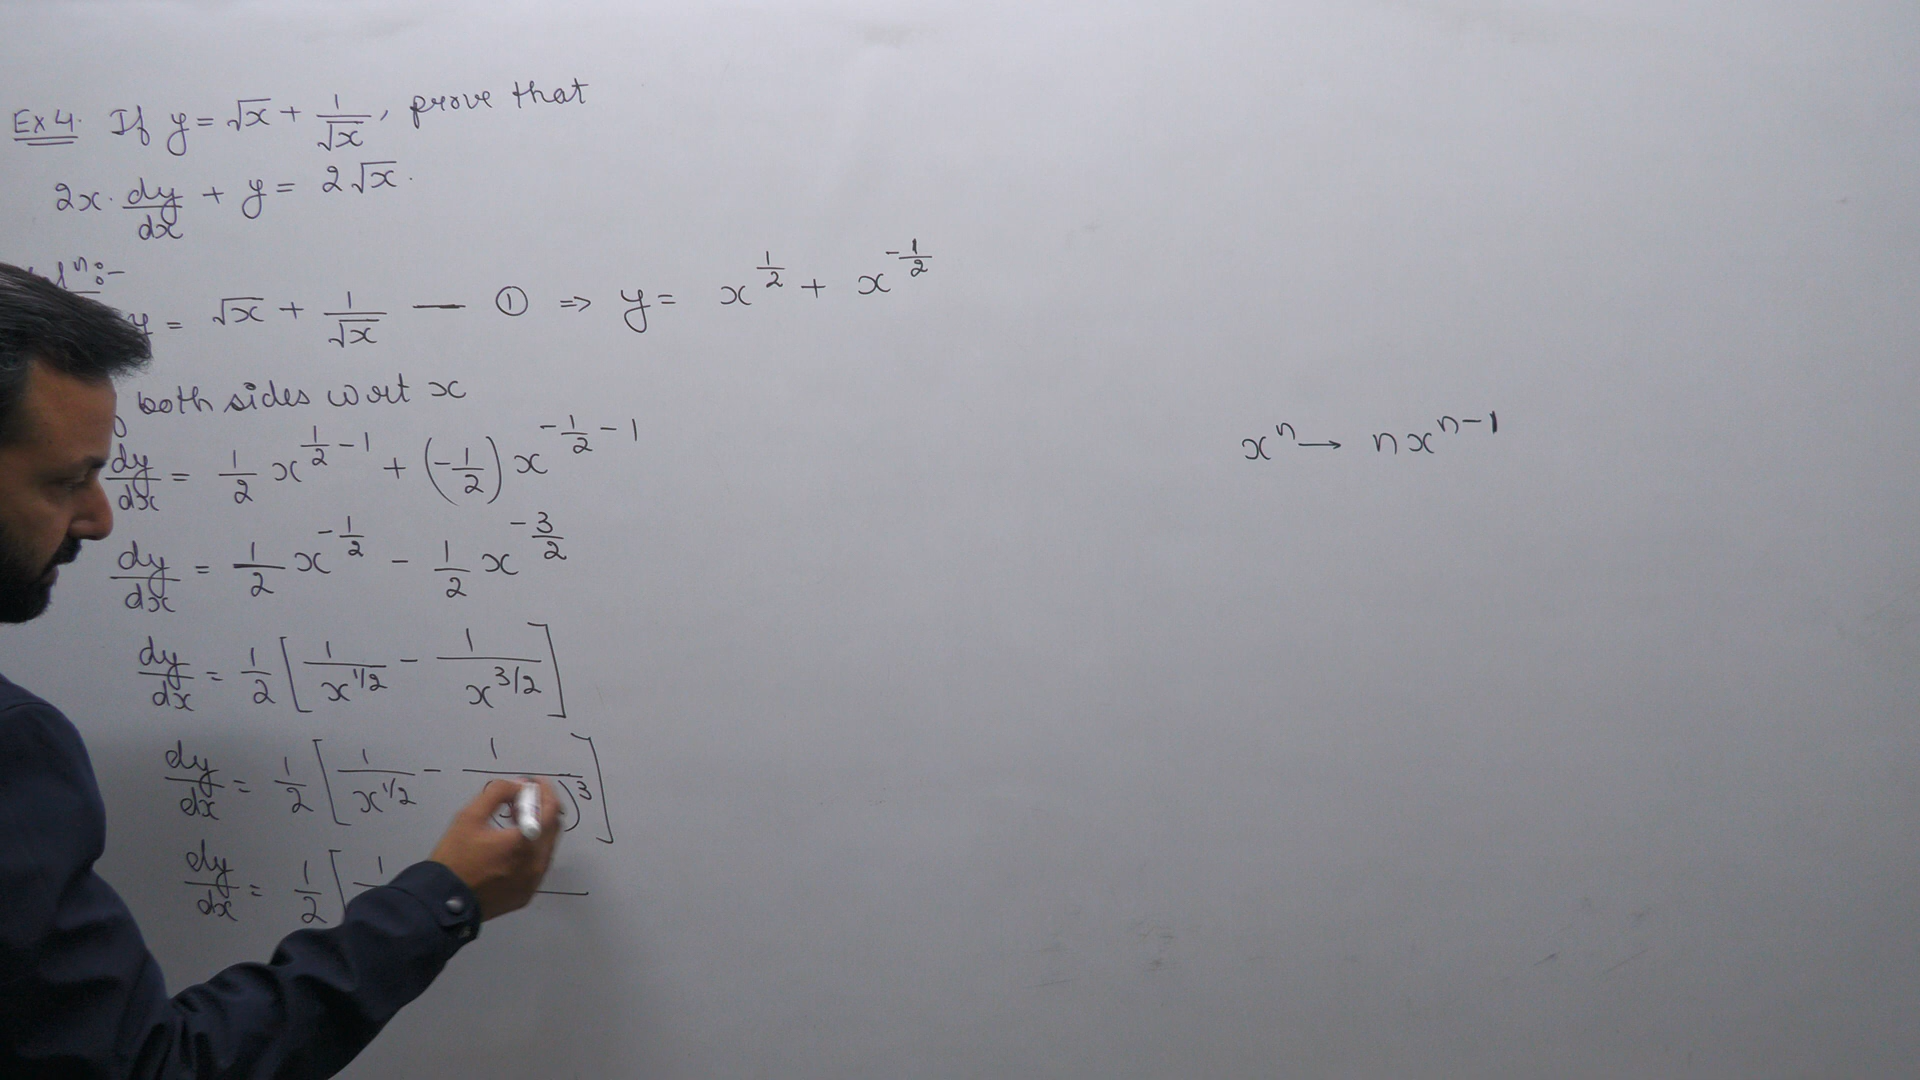 Ex 4. If y = √x + 1/√x, prove that
2x. dy/dx + y = 2√x.
lⁿ:-
y = √x + 1/√x — ① ⇒ y = x^(1/2) + x^(-1/2)
both sides wrt x
dy/dx = 1/2 x^(1/2 - 1) + (-1/2) x^(-1/2 - 1)
xⁿ → nx^(n-1)
dy/dx = 1/2 x^(-1/2) - 1/2 x^(-3/2)
dy/dx = 1/2 [1/x^(1/2) - 1/x^(3/2)]
dy/dx = 1/2 [1/x^(1/2) - 1/( )³]
dy/dx = 1/2 [1